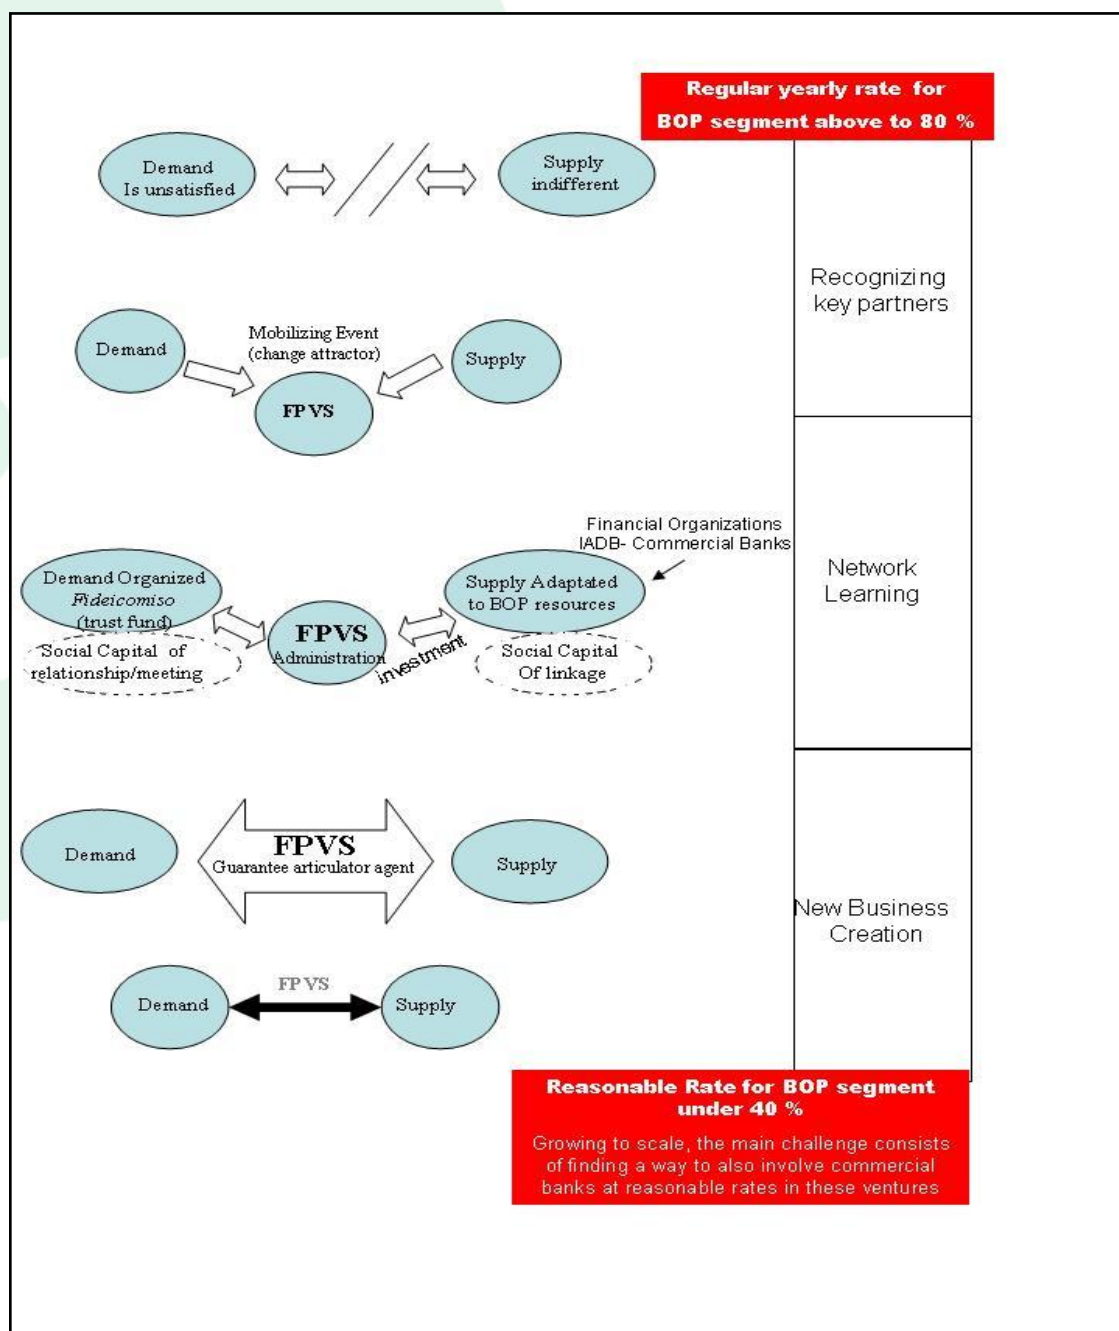 Regular yearly rate for
BOP segment above to 80 %
Demand
Is unsatisfied
Supply
indifferent
Recognizing
key partners
Mobilizing Event
(change attractor)
Demand
Supply
FPVS
Financial Organizations
IADB- Commercial Banks
Demand Organized
Fideicomiso
(trust fund)
Supply Adaptated
to BOP resources
Network
Learning
FPVS
Administration
investment
Social Capital of
relationship/meeting
Social Capital
Of linkage
Demand
FPVS
Guarantee articulator agent
Supply
New Business
Creation
FPVS
Demand
Supply
Reasonable Rate for BOP segment
under 40 %
Growing to scale, the main challenge consists
of finding a way to also involve commercial
banks at reasonable rates in these ventures